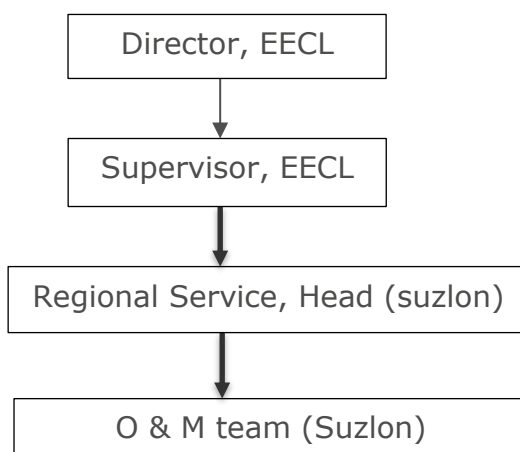 Director, EECL
Supervisor, EECL
Regional Service, Head (suzlon)
O & M team (Suzlon)